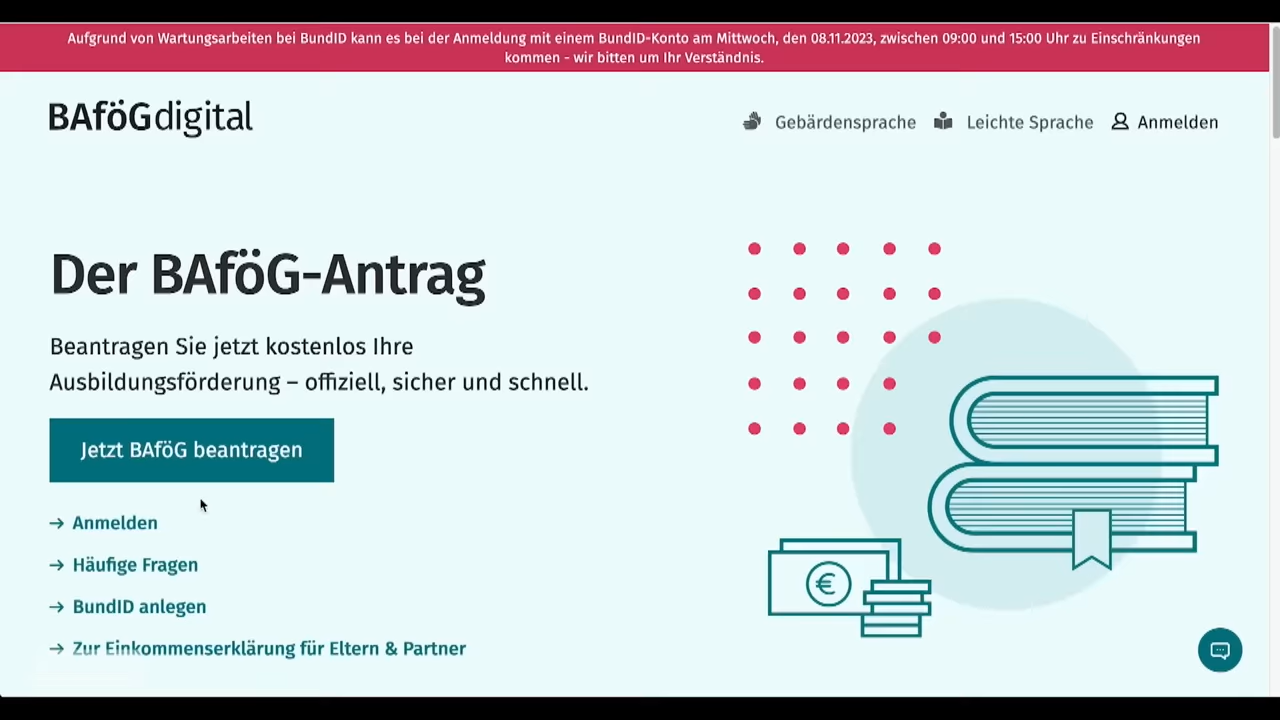 Aufgrund von Wartungsarbeiten bei BundID kann es bei der Anmeldung mit einem BundID-Konto am Mittwoch, den 08.11.2023, zwischen 09:00 und 15:00 Uhr zu Einschränkungen
kommen - wir bitten um Ihr Verständnis.
BAföGdigital
Gebärdensprache
Leichte Sprache
Anmelden
Der BAföG-Antrag
Beantragen Sie jetzt kostenlos Ihre
Ausbildungsförderung – offiziell, sicher und schnell.
Jetzt BAföG beantragen
→ Anmelden
→ Häufige Fragen
→ BundID anlegen
→ Zur Einkommenserklärung für Eltern & Partner
€